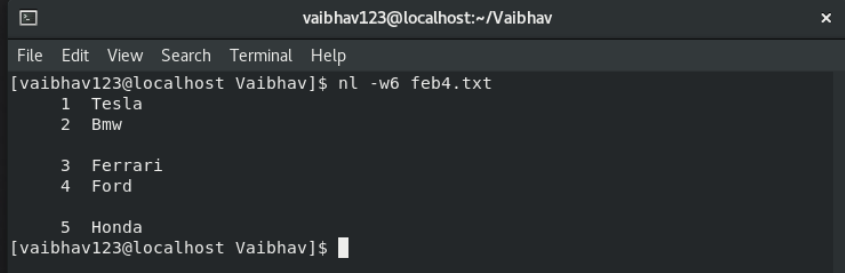 vaibhav123@localhost:~/Vaibhav
File Edit View Search Terminal Help
[vaibhav123@localhost Vaibhav]$ nl -w6 feb4.txt
     1  Tesla
     2  Bmw

     3  Ferrari
     4  Ford

     5  Honda
[vaibhav123@localhost Vaibhav]$